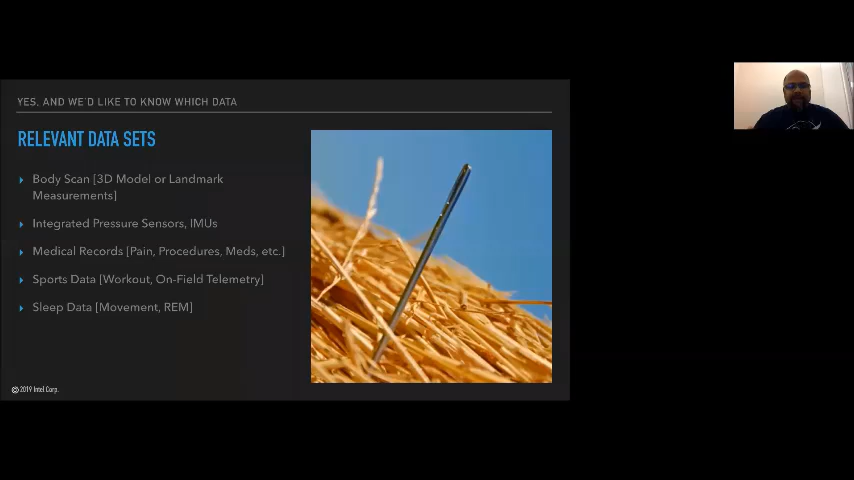 YES, AND WE'D LIKE TO KNOW WHICH DATA
RELEVANT DATA SETS
Body Scan [3D Model or Landmark
Measurements]
Integrated Pressure Sensors, IMUs
Medical Records [Pain, Procedures, Meds, etc.]
Sports Data [Workout, On-Field Telemetry]
Sleep Data [Movement, REM]
© 2019 Intel Corp.